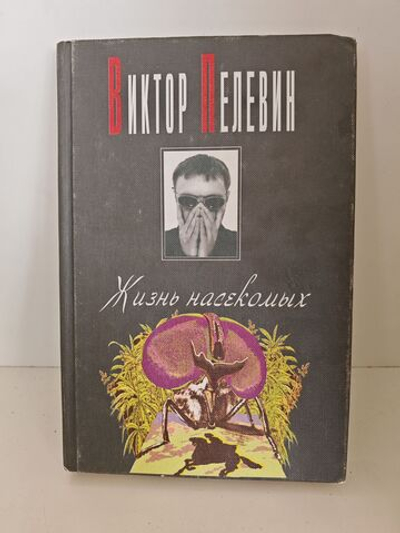 Виктор Пелевин
Жизнь насекомых